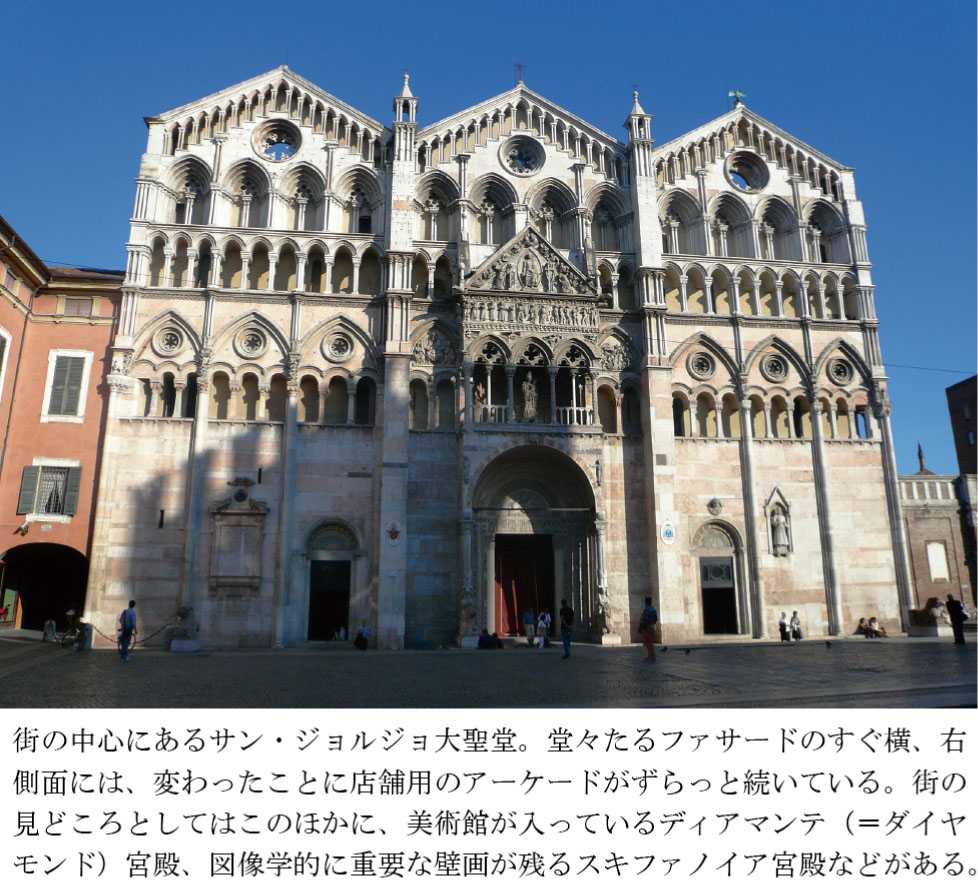 街の中心にあるサン・ジョルジョ大聖堂。堂々たるファサードのすぐ横、右
側面には、変わったことに店舗用のアーケードがずらっと続いている。街の
見どころとしてはこのほかに、美術館が入っているディアマンテ（＝ダイヤ
モンド）宮殿、図像学的に重要な壁画が残るスキファノイア宮殿などがある。